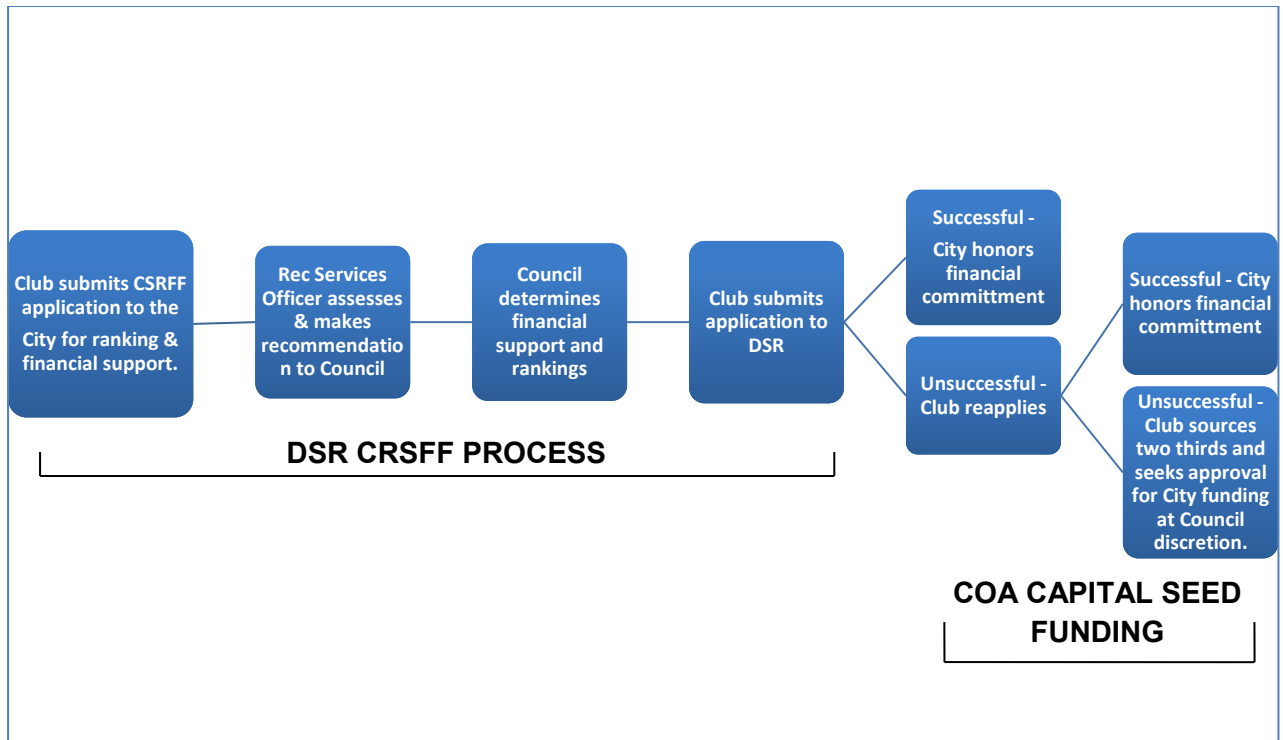 Club submits CSRFF
application to the
City for ranking &
financial support.
Rec Services
Officer assesses
& makes
recommendatio
n to Council
Council
determines
financial
support and
rankings
Club submits
application to
DSR
Successful -
City honors
financial
committment
Unsuccessful -
Club reapplies
Successful - City
honors financial
committment
Unsuccessful -
Club sources
two thirds and
seeks approval
for City funding
at Council
discretion.
DSR CRSFF PROCESS
COA CAPITAL SEED
FUNDING